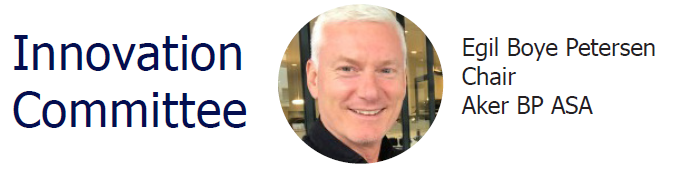 Innovation
Committee
Egil Boye Petersen
Chair
Aker BP ASA